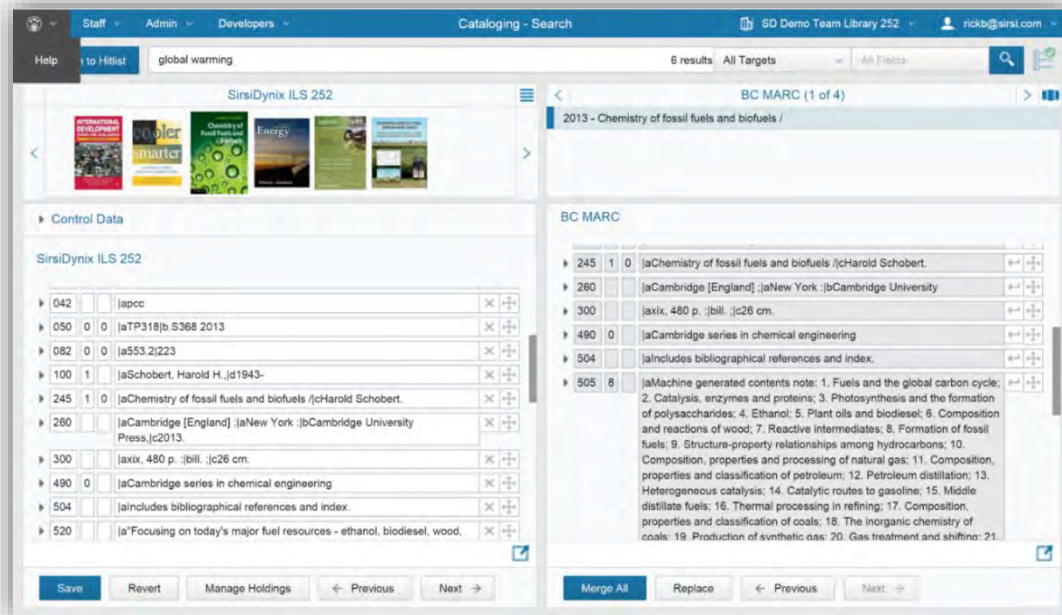 Staff Admin Developers Cataloging - Search SD Demo Team Library 252 rickb@sirsi.com
Help to Hitlist global warming 6 results All Targets All Fields
SirsiDynix ILS 252
INTERNATIONAL
DEVELOPMENT
cooler
smarter
Chemistry of
Fossil Fuels and
Biofuels
Energy
BC MARC (1 of 4)
2013 - Chemistry of fossil fuels and biofuels /
Control Data
SirsiDynix ILS 252
042 |apcc
050 0 0 |aTP318|b.S368 2013
082 0 0 |a553.2|223
100 1 |aSchobert, Harold H.,|d1943-
245 1 0 |aChemistry of fossil fuels and biofuels /|cHarold Schobert.
260 |aCambridge [England] ;|aNew York :|bCambridge University
Press,|c2013.
300 |axix, 480 p. :|bill. ;|c26 cm.
490 0 |aCambridge series in chemical engineering
504 |aIncludes bibliographical references and index.
520 |a"Focusing on today's major fuel resources - ethanol, biodiesel, wood,
Save Revert Manage Holdings Previous Next
BC MARC
245 1 0 |aChemistry of fossil fuels and biofuels /|cHarold Schobert.
260 |aCambridge [England] ;|aNew York :|bCambridge University
300 |axix, 480 p. :|bill. ;|c26 cm.
490 0 |aCambridge series in chemical engineering
504 |aIncludes bibliographical references and index.
505 8 |aMachine generated contents note: 1. Fuels and the global carbon cycle;
2. Catalysis, enzymes and proteins; 3. Photosynthesis and the formation
of polysaccharides; 4. Ethanol; 5. Plant oils and biodiesel; 6. Composition
and reactions of wood; 7. Reactive intermediates; 8. Formation of fossil
fuels; 9. Structure-property relationships among hydrocarbons; 10.
Composition, properties and processing of natural gas; 11. Composition,
properties and classification of petroleum; 12. Petroleum distillation; 13.
Heterogeneous catalysis; 14. Catalytic routes to gasoline; 15. Middle
distillate fuels; 16. Thermal processing in refining; 17. Composition,
properties and classification of coals; 18. The inorganic chemistry of
coals; 19. Production of synthetic gas; 20. Gas treatment and shifting; 21.
Merge All Replace Previous Next